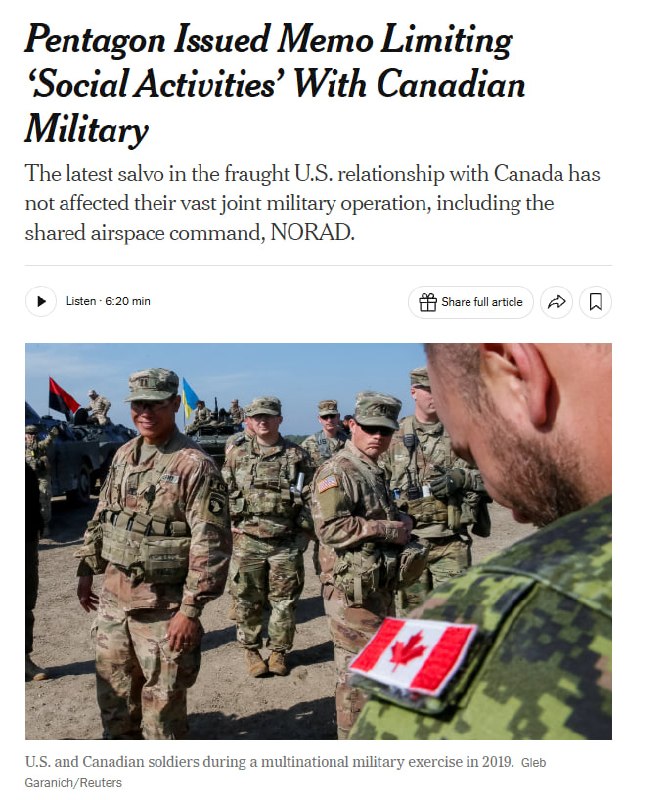 Pentagon Issued Memo Limiting
‘Social Activities’ With Canadian
Military
The latest salvo in the fraught U.S. relationship with Canada has
not affected their vast joint military operation, including the
shared airspace command, NORAD.
Listen · 6:20 min
Share full article
U.S. and Canadian soldiers during a multinational military exercise in 2019. Gleb
Garanich/Reuters